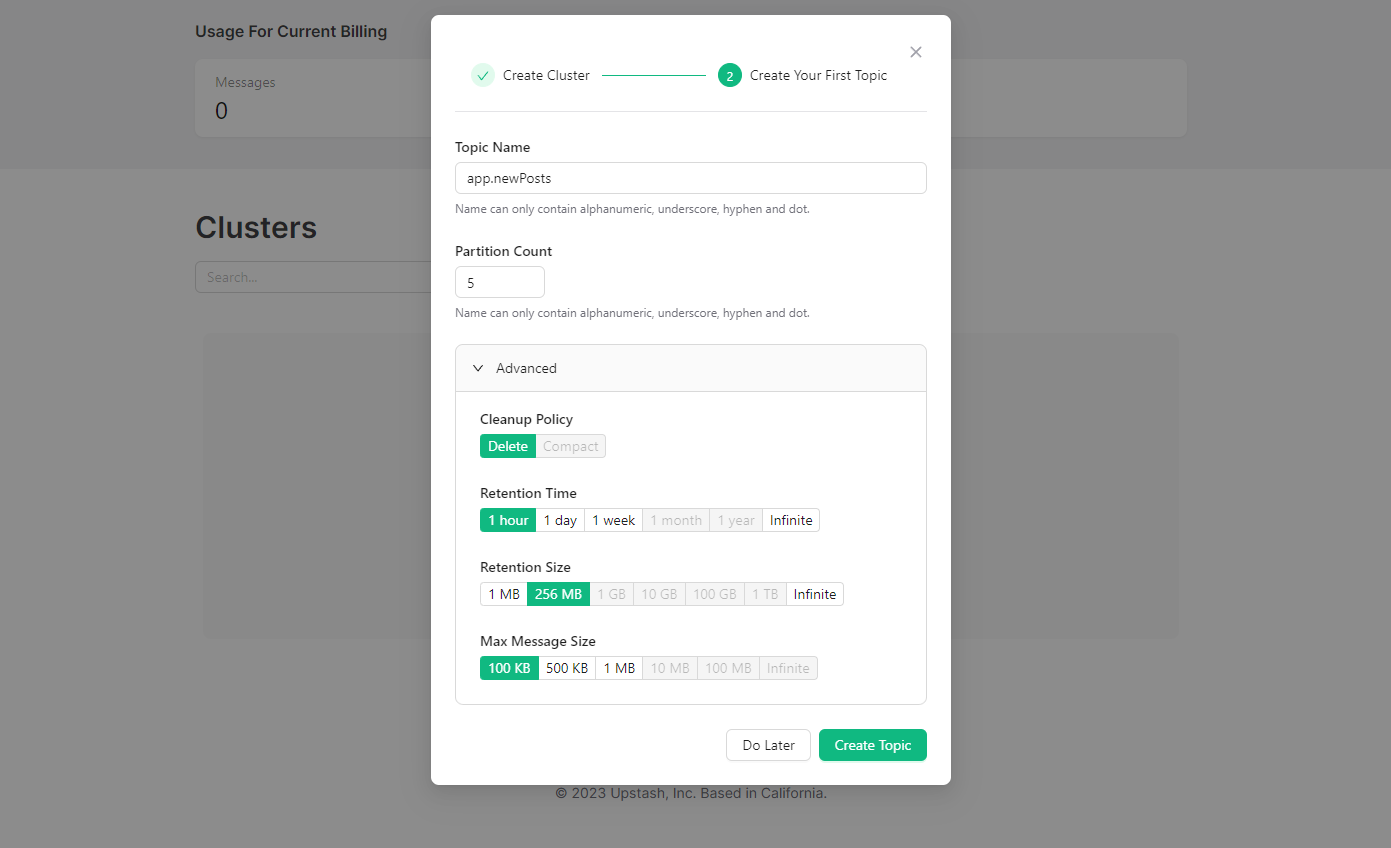 Usage For Current Billing
Messages
0
Clusters
Search...
© 2023 Upstash, Inc. Based in California.
Create Cluster
2
Create Your First Topic
Topic Name
app.newPosts
Name can only contain alphanumeric, underscore, hyphen and dot.
Partition Count
5
Name can only contain alphanumeric, underscore, hyphen and dot.
Advanced
Cleanup Policy
Delete Compact
Retention Time
1 hour 1 day 1 week 1 month 1 year Infinite
Retention Size
1 MB 256 MB 1 GB 10 GB 100 GB 1 TB Infinite
Max Message Size
100 KB 500 KB 1 MB 10 MB 100 MB Infinite
Do Later Create Topic